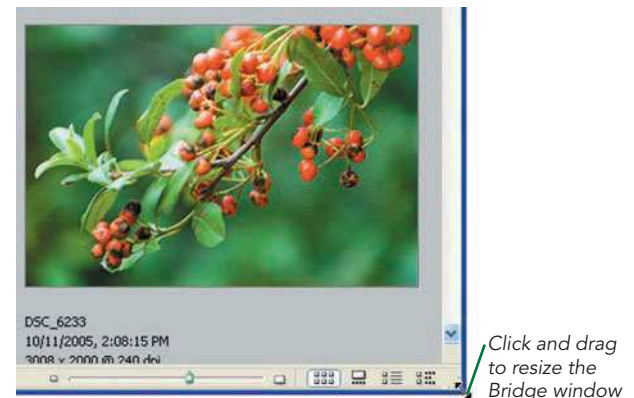 DSC_6233
10/11/2005, 2:08:15 PM
3008 x 2000 @ 240 dpi
Click and drag
to resize the
Bridge window